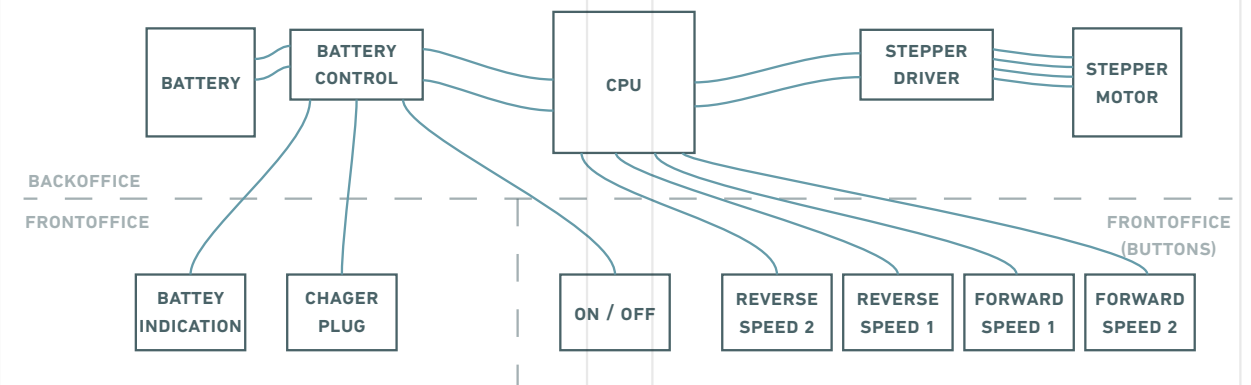 BATTERY
BATTERY
CONTROL
CPU
STEPPER
DRIVER
STEPPER
MOTOR
BACKOFFICE
FRONTOFFICE
FRONTOFFICE
(BUTTONS)
BATTEY
INDICATION
CHAGER
PLUG
ON / OFF
REVERSE
SPEED 2
REVERSE
SPEED 1
FORWARD
SPEED 1
FORWARD
SPEED 2